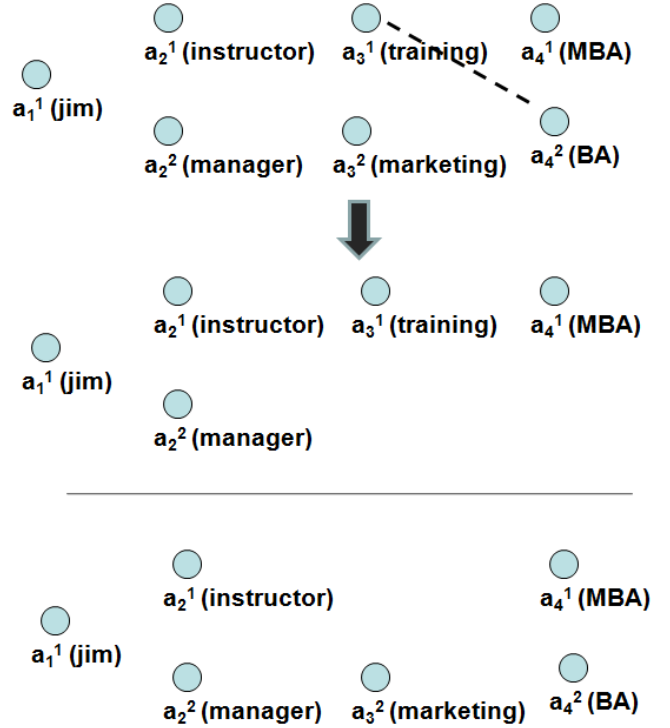 a₂¹ (instructor) a₃¹ (training) a₄¹ (MBA)
a₁¹ (jim)
a₂² (manager) a₃² (marketing) a₄² (BA)
a₂¹ (instructor) a₃¹ (training) a₄¹ (MBA)
a₁¹ (jim)
a₂² (manager)
a₂¹ (instructor) a₄¹ (MBA)
a₁¹ (jim)
a₂² (manager) a₃² (marketing) a₄² (BA)